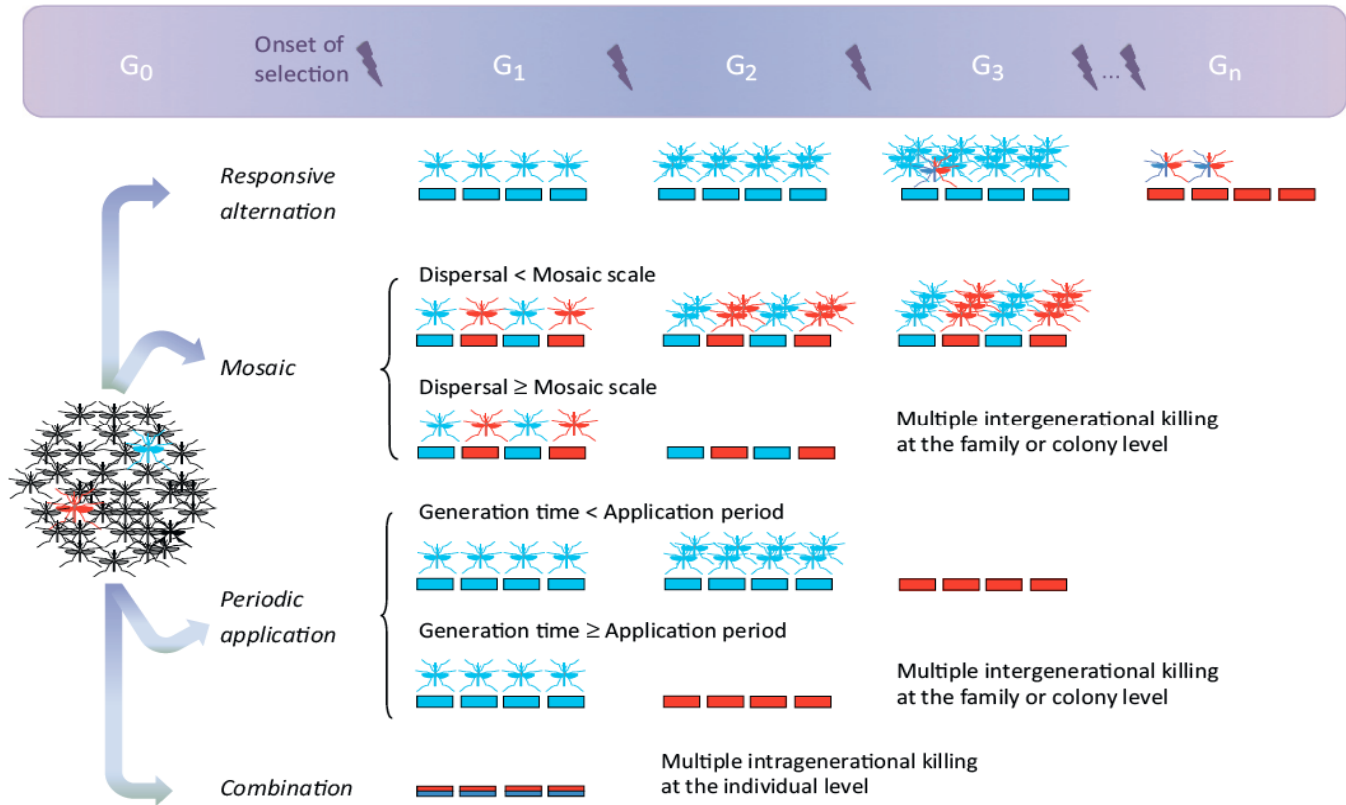 G0
Onset of
selection
G1
G2
G3
...
Gn
Responsive
alternation
Mosaic
Dispersal < Mosaic scale
Dispersal ≥ Mosaic scale
Multiple intergenerational killing
at the family or colony level
Periodic
application
Generation time < Application period
Generation time ≥ Application period
Multiple intergenerational killing
at the family or colony level
Combination
Multiple intragenerational killing
at the individual level